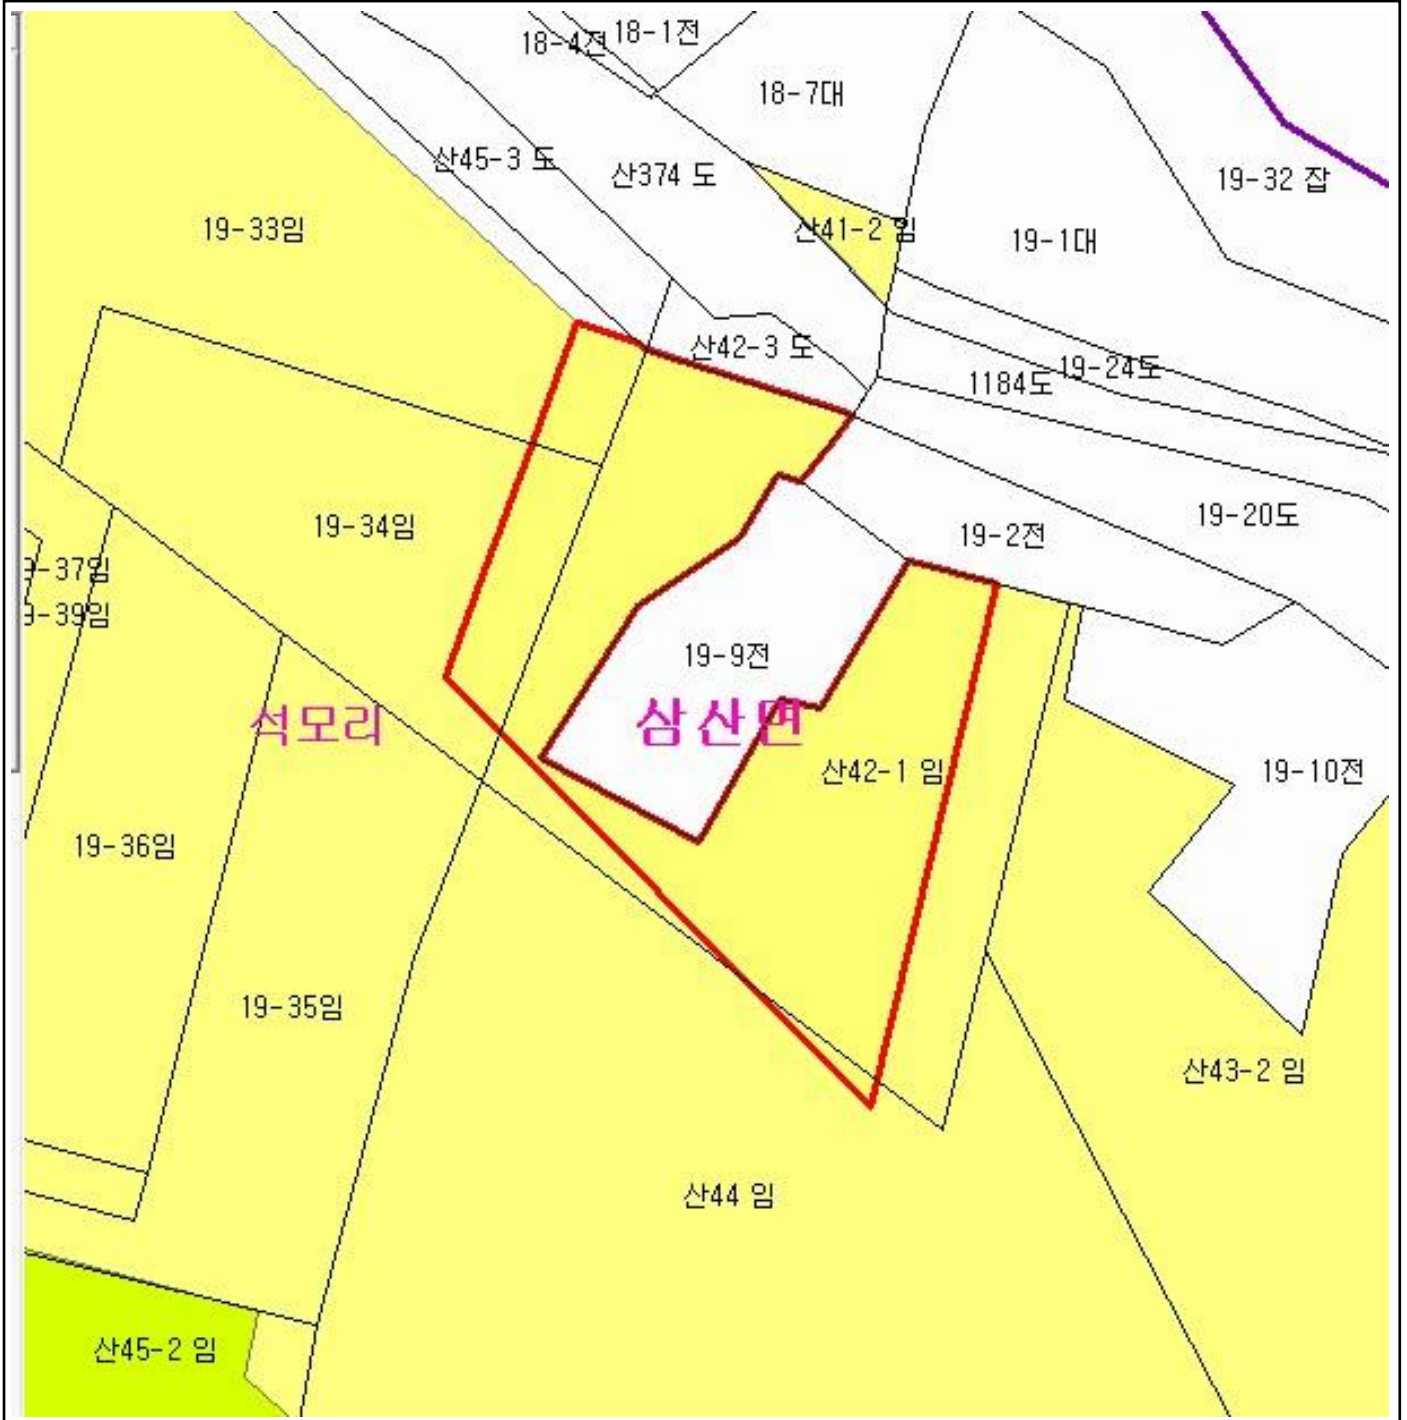 18-4전
18-1전
18-7대
산45-3 도
산374 도
19-32 잡
19-33임
산41-2 임
19-1대
산42-3 도
19-24도
1184도
19-34임
19-2전
19-20도
9-37임
9-39임
19-9전
석모리
삼산면
산42-1 임
19-10전
19-36임
19-35임
산43-2 임
산44 임
산45-2 임